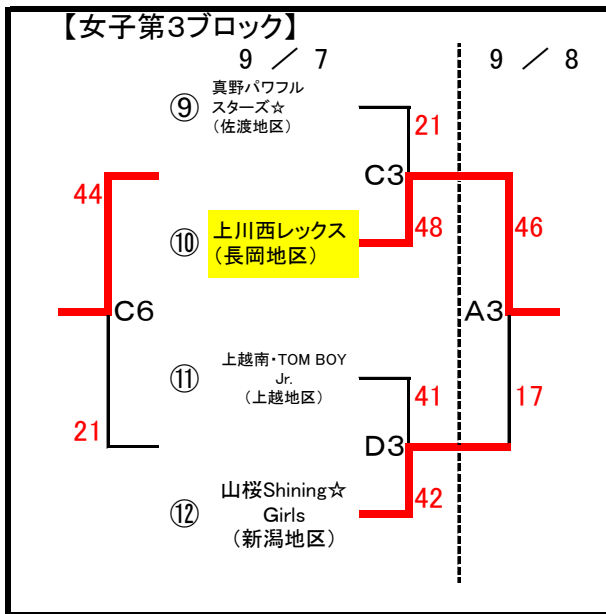 【女子第3ブロック】
9 ／ 7
9 ／ 8
⑨
真野パワフル
スターズ☆
（佐渡地区）
21
C3
44
⑩
上川西レックス
（長岡地区）
48
46
C6
A3
⑪
上越南・TOM BOY
Jr.
（上越地区）
41
17
21
D3
⑫
山桜Shining☆
Girls
（新潟地区）
42